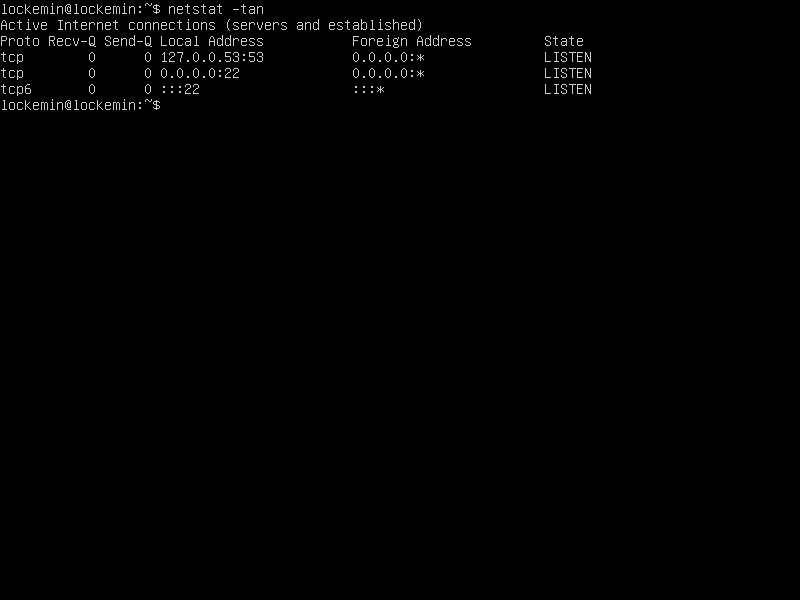 lockemin@lockemin:~$ netstat -tan
Active Internet connections (servers and established)
Proto Recv-Q Send-Q Local Address           Foreign Address         State
tcp        0      0 127.0.0.53:53           0.0.0.0:*               LISTEN
tcp        0      0 0.0.0.0:22              0.0.0.0:*               LISTEN
tcp6       0      0 :::22                   :::*                    LISTEN
lockemin@lockemin:~$